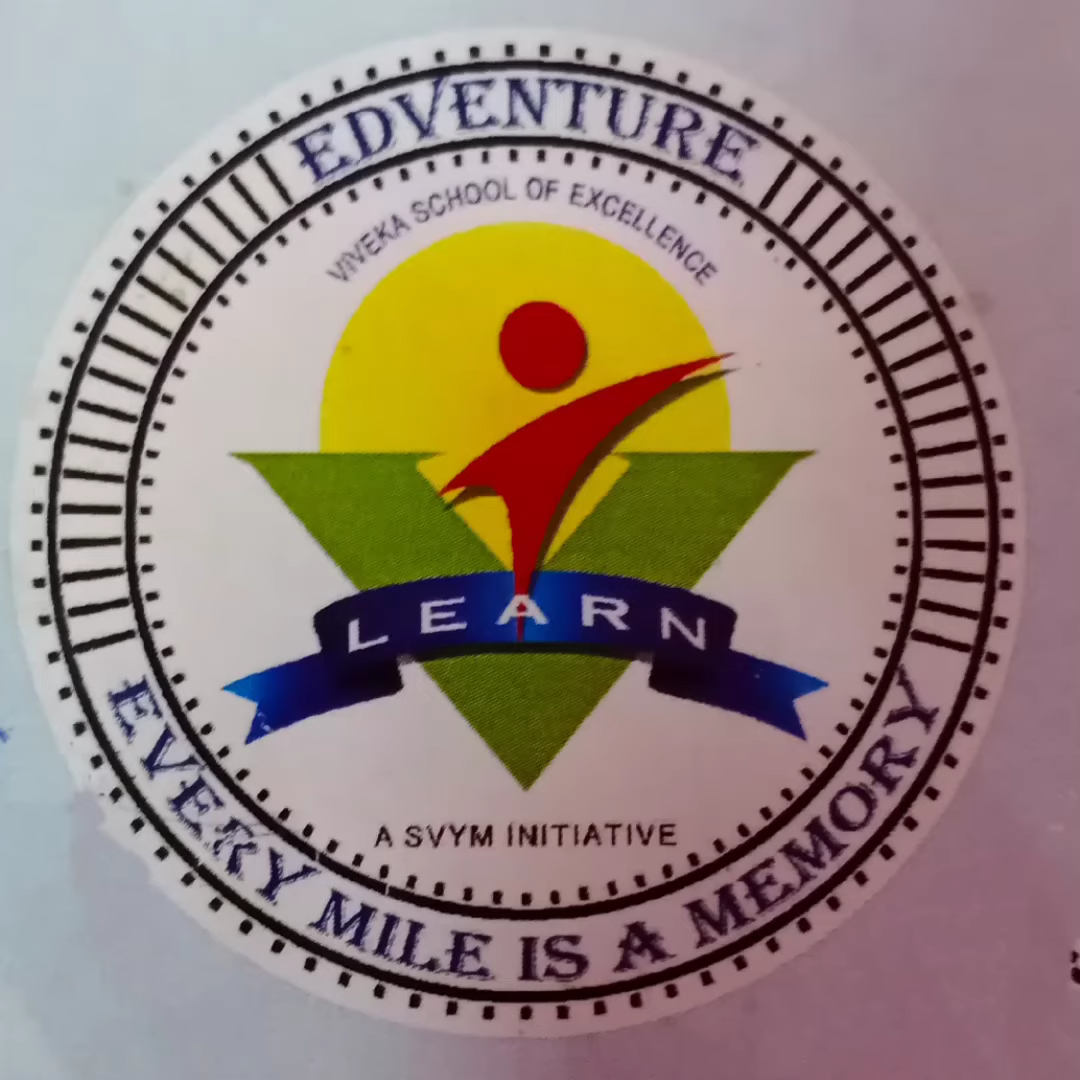 EDVENTURE
VIVEKA SCHOOL OF EXCELLENCE
LEARN
A SVYM INITIATIVE
EVERY MILE IS A MEMORY